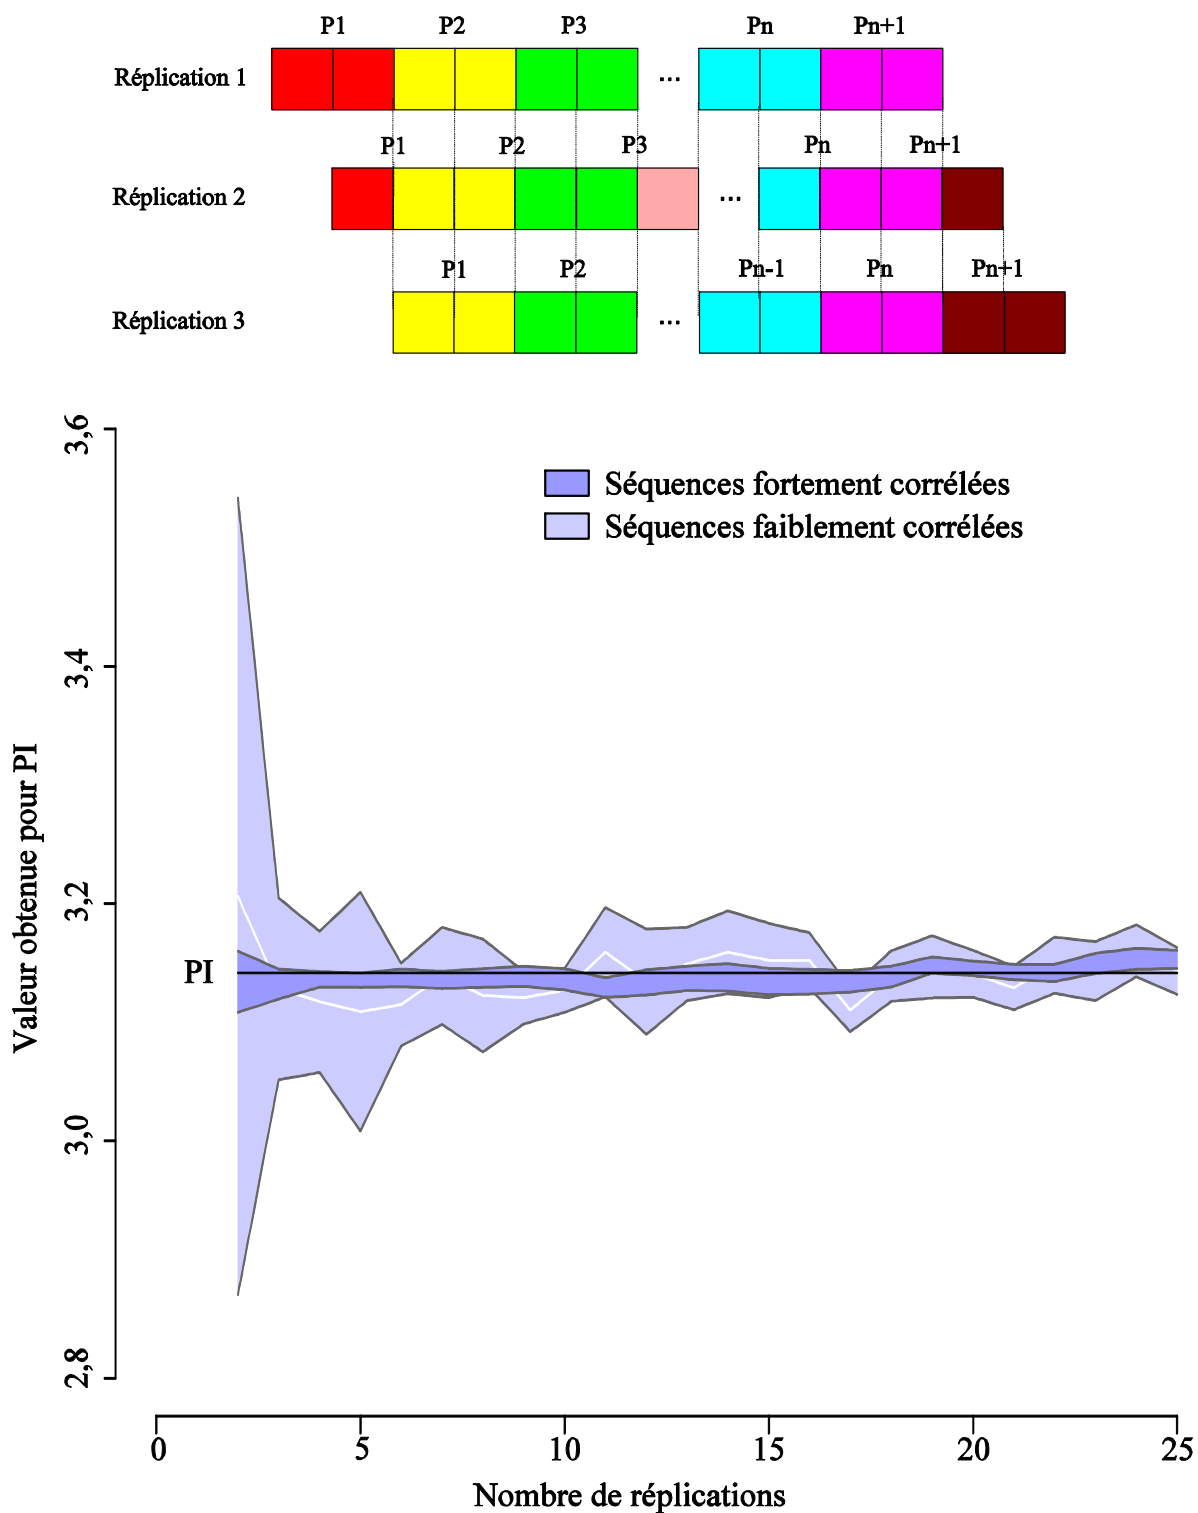 P1 P2 P3 Pn Pn+1
Réplication 1 ...
P1 P2 P3 Pn Pn+1
Réplication 2 ...
P1 P2 Pn-1 Pn Pn+1
Réplication 3 ...
3,6
Séquences fortement corrélées
Séquences faiblement corrélées
3,4
3,2
Valeur obtenue pour PI
PI
3,0
2,8
0 5 10 15 20 25
Nombre de réplications